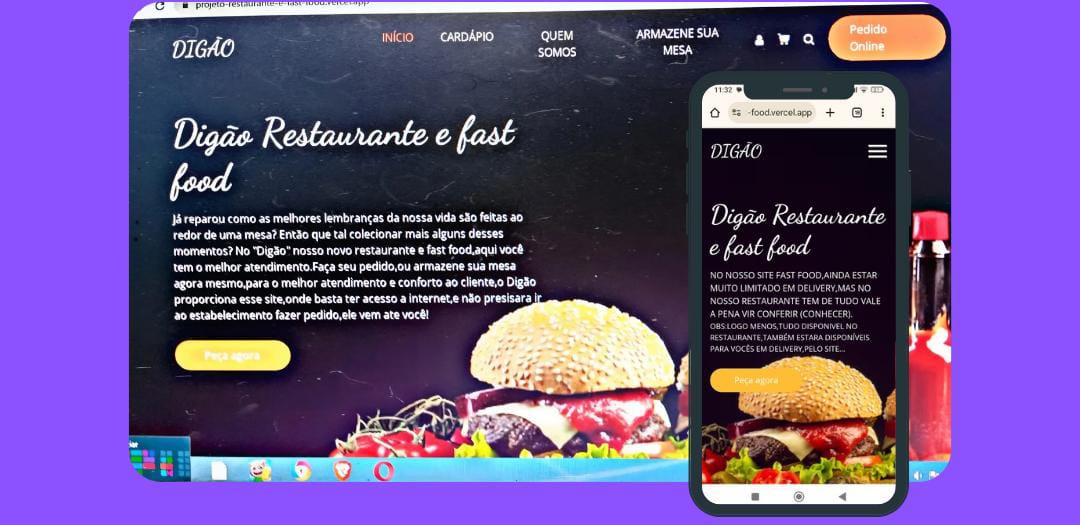 projeto-restaurante-e-fast-food.vercel.app
DIGÃO
INÍCIO
CARDÁPIO
QUEM
SOMOS
ARMAZENE SUA
MESA
Pedido
Online
Digão Restaurante e fast
food
Já reparou como as melhores lembranças da nossa vida são feitas ao
redor de uma mesa? Então que tal colecionar mais alguns desses
momentos? No "Digão" nosso novo restaurante e fast food,aqui você
tem o melhor atendimento.Faça seu pedido,ou armazene sua mesa
agora mesmo,para o melhor atendimento e conforto ao cliente,o Digão
proporciona esse site,onde basta ter acesso a internet,e não presisara ir
ao estabelecimento fazer pedido,ele vem ate você!
Peça agora
11:32
-food.vercel.app
DIGÃO
Digão Restaurante
e fast food
NO NOSSO SITE FAST FOOD,AINDA ESTAR
MUITO LIMITADO EM DELIVERY,MAS NO
NOSSO RESTAURANTE TEM DE TUDO VALE
A PENA VIR CONFERIR (CONHECER).
OBS:LOGO MENOS,TUDO DISPONIVEL NO
RESTAURANTE,TAMBÉM ESTARA DISPONÍVEIS
PARA VOCÊS EM DELIVERY,PELO SITE...
Peça agora